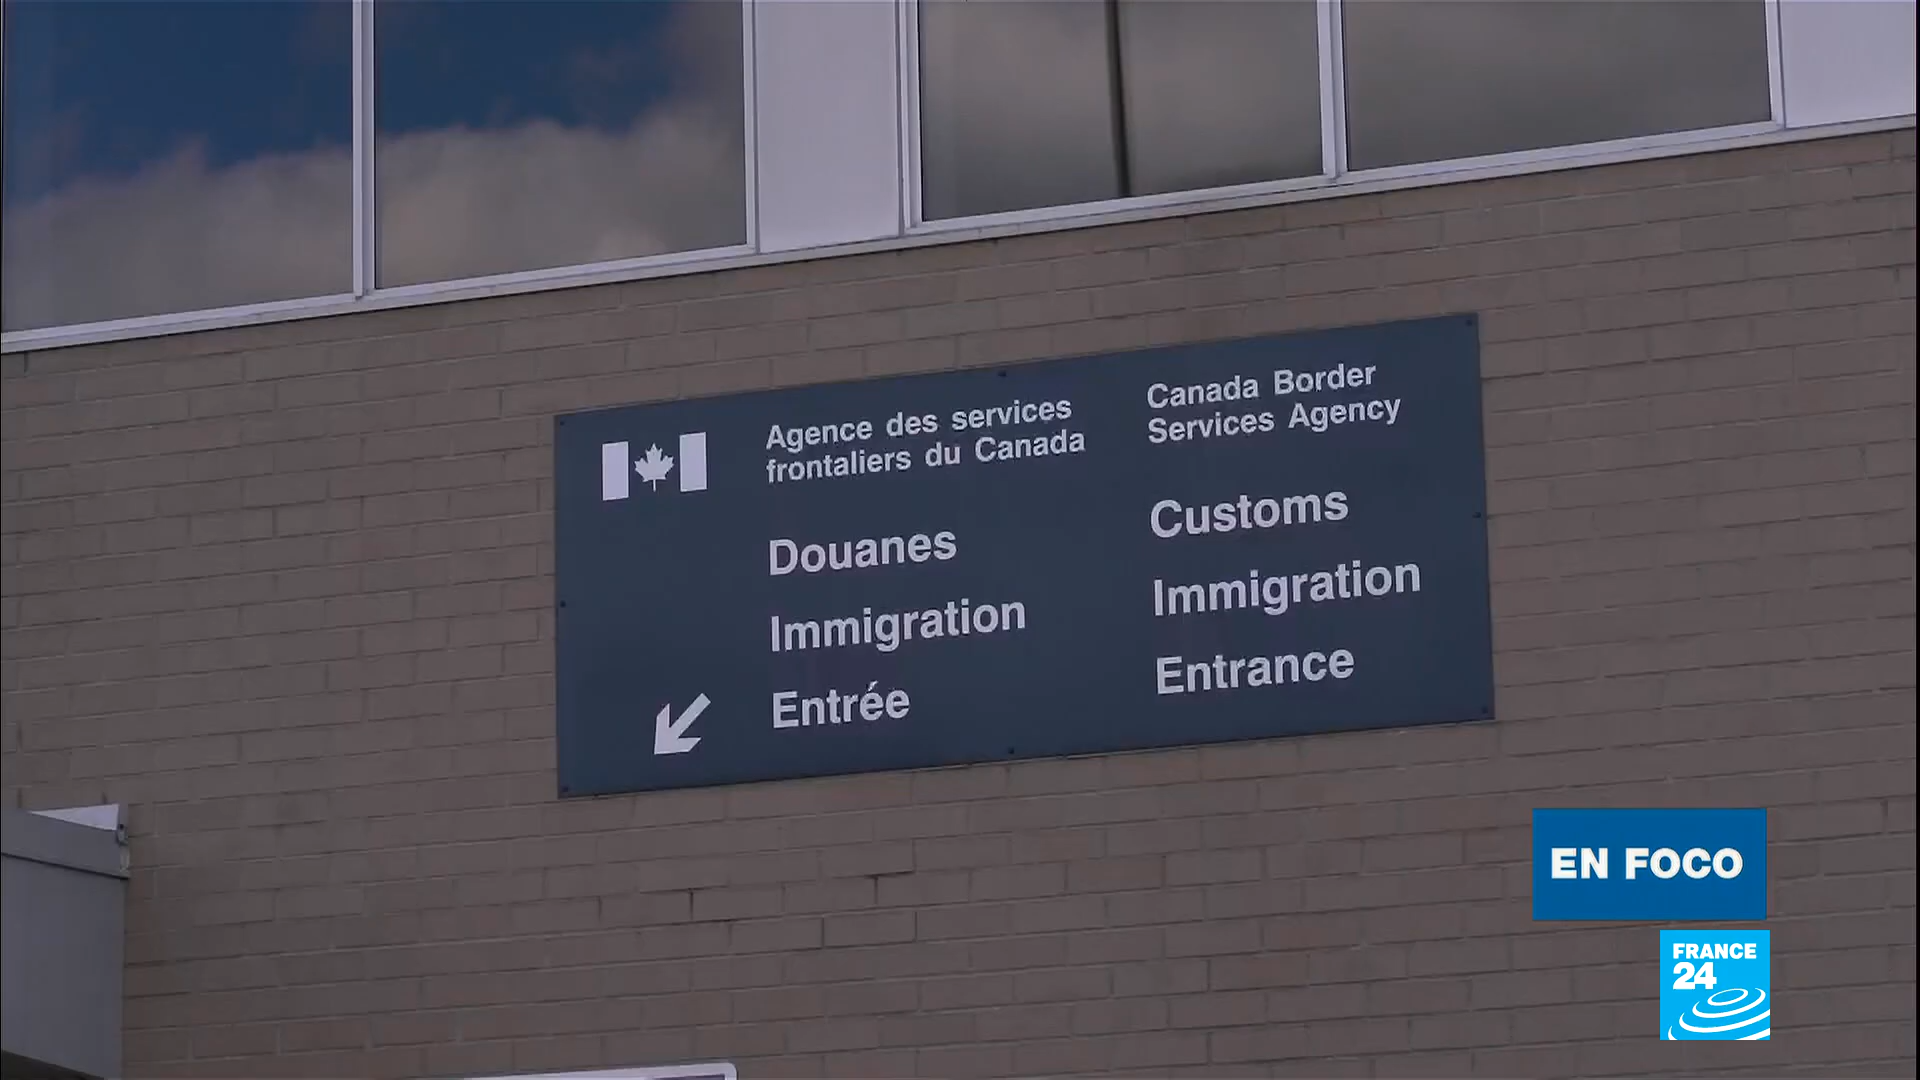 Agence des services
frontaliers du Canada
Douanes
Immigration
Entrée
Canada Border
Services Agency
Customs
Immigration
Entrance
EN FOCO
FRANCE
24